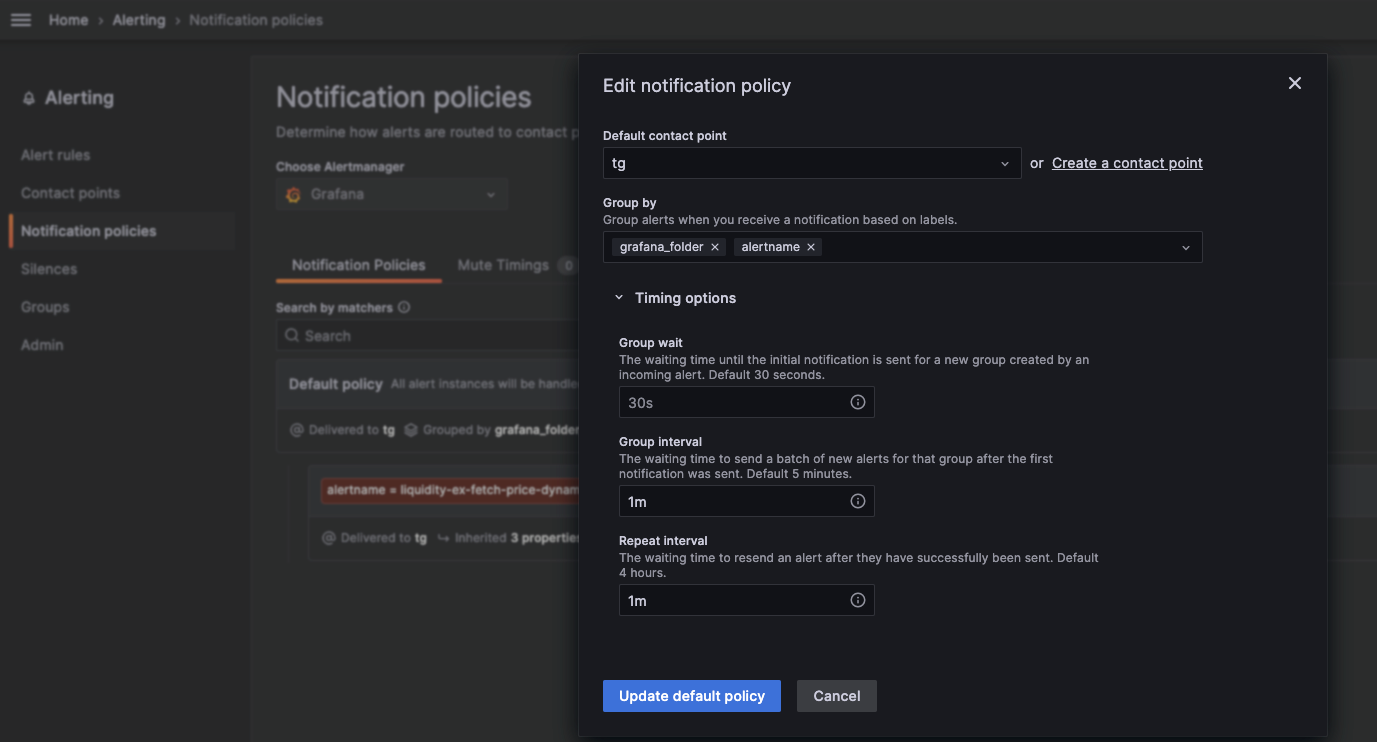 Home › Alerting › Notification policies
Alerting
Alert rules
Contact points
Notification policies
Silences
Groups
Admin
Notification policies
Determine how alerts are routed to contact p
Choose Alertmanager
Grafana
Notification Policies
Mute Timings 0
Search by matchers
Search
Default policy All alert instances will be handle
Delivered to tg Grouped by grafana_folder
alertname = liquidity-ex-fetch-price-dynam
Delivered to tg Inherited 3 properties
Edit notification policy
Default contact point
tg
or Create a contact point
Group by
Group alerts when you receive a notification based on labels.
grafana_folder alertname
Timing options
Group wait
The waiting time until the initial notification is sent for a new group created by an
incoming alert. Default 30 seconds.
30s
Group interval
The waiting time to send a batch of new alerts for that group after the first
notification was sent. Default 5 minutes.
1m
Repeat interval
The waiting time to resend an alert after they have successfully been sent. Default
4 hours.
1m
Update default policy
Cancel